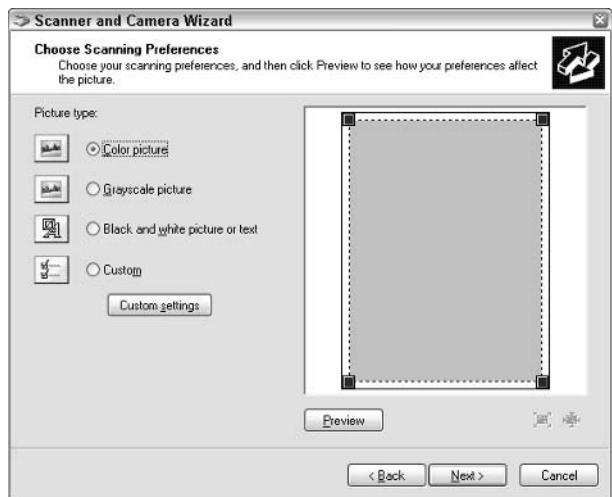 Scanner and Camera Wizard
Choose Scanning Preferences
Choose your scanning preferences, and then click Preview to see how your preferences affect
the picture.
Picture type:
Color picture
Grayscale picture
Black and white picture or text
Custom
Custom settings
Preview
< Back
Next >
Cancel